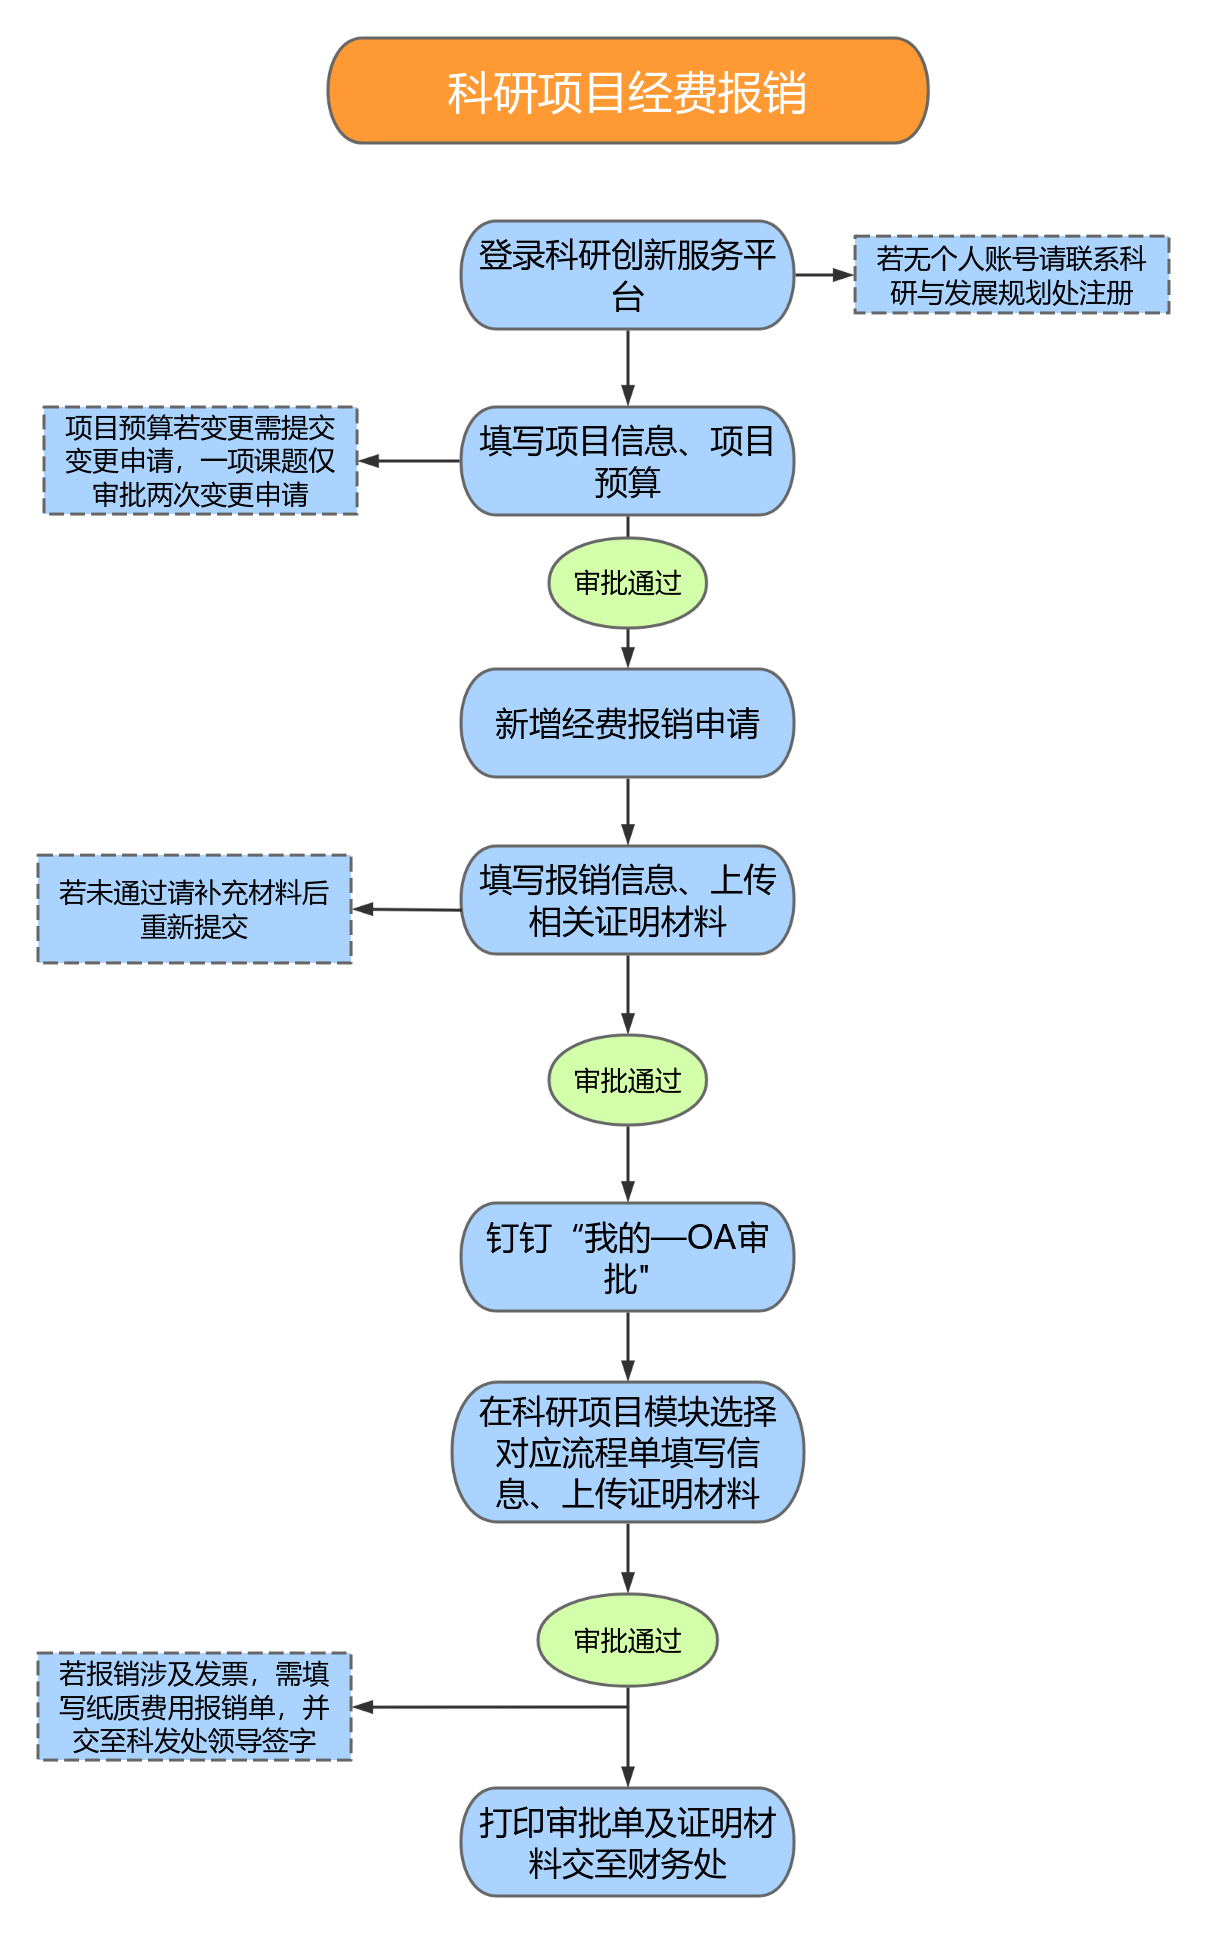 科研项目经费报销
登录科研创新服务平
台
若无个人账号请联系科
研与发展规划处注册
填写项目信息、项目
预算
项目预算若变更需提交
变更申请，一项课题仅
审批两次变更申请
审批通过
新增经费报销申请
填写报销信息、上传
相关证明材料
若未通过请补充材料后
重新提交
审批通过
钉钉“我的—OA审
批"
在科研项目模块选择
对应流程单填写信
息、上传证明材料
审批通过
若报销涉及发票，需填
写纸质费用报销单，并
交至科发处领导签字
打印审批单及证明材
料交至财务处